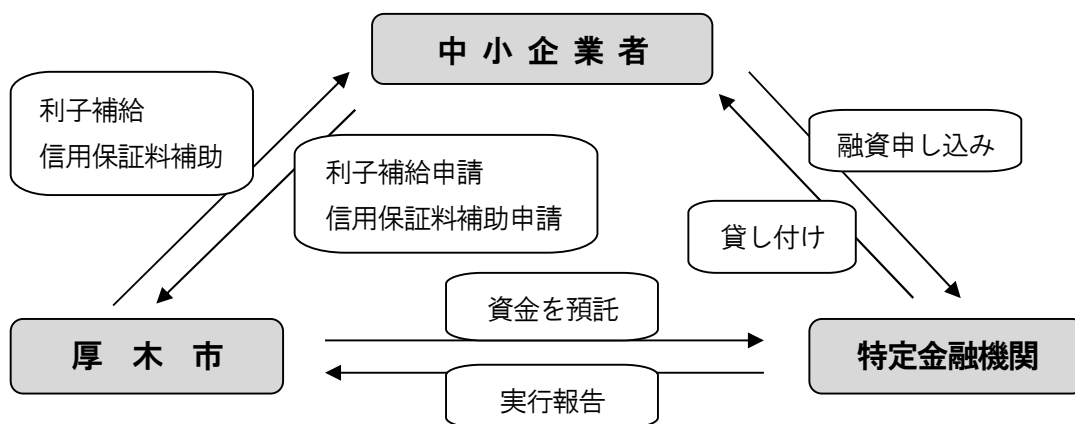 中小企業者
利子補給
信用保証料補助
融資申し込み
利子補給申請
信用保証料補助申請
貸し付け
資金を預託
厚木市
特定金融機関
実行報告